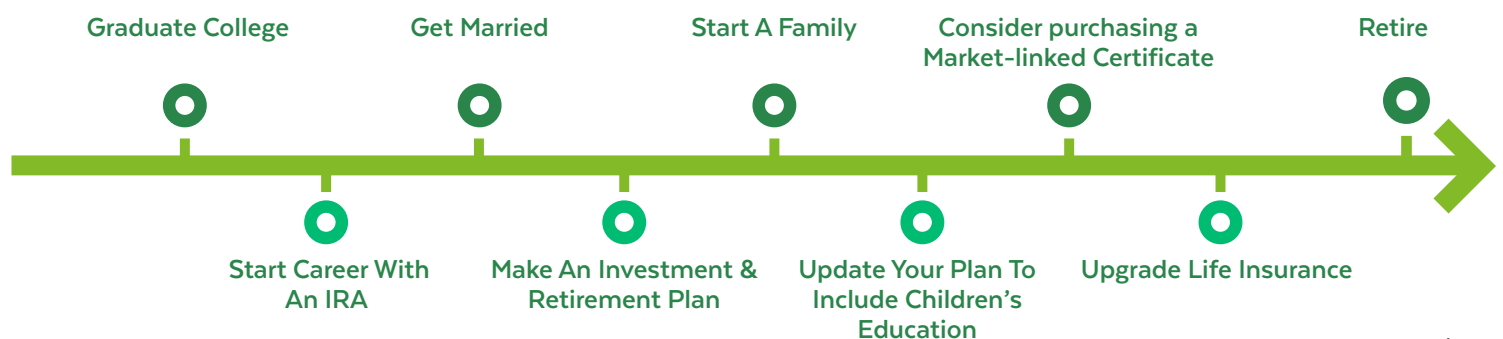 Graduate College
Get Married
Start A Family
Consider purchasing a
Market-linked Certificate
Retire
Start Career With
An IRA
Make An Investment &
Retirement Plan
Update Your Plan To
Include Children's
Education
Upgrade Life Insurance